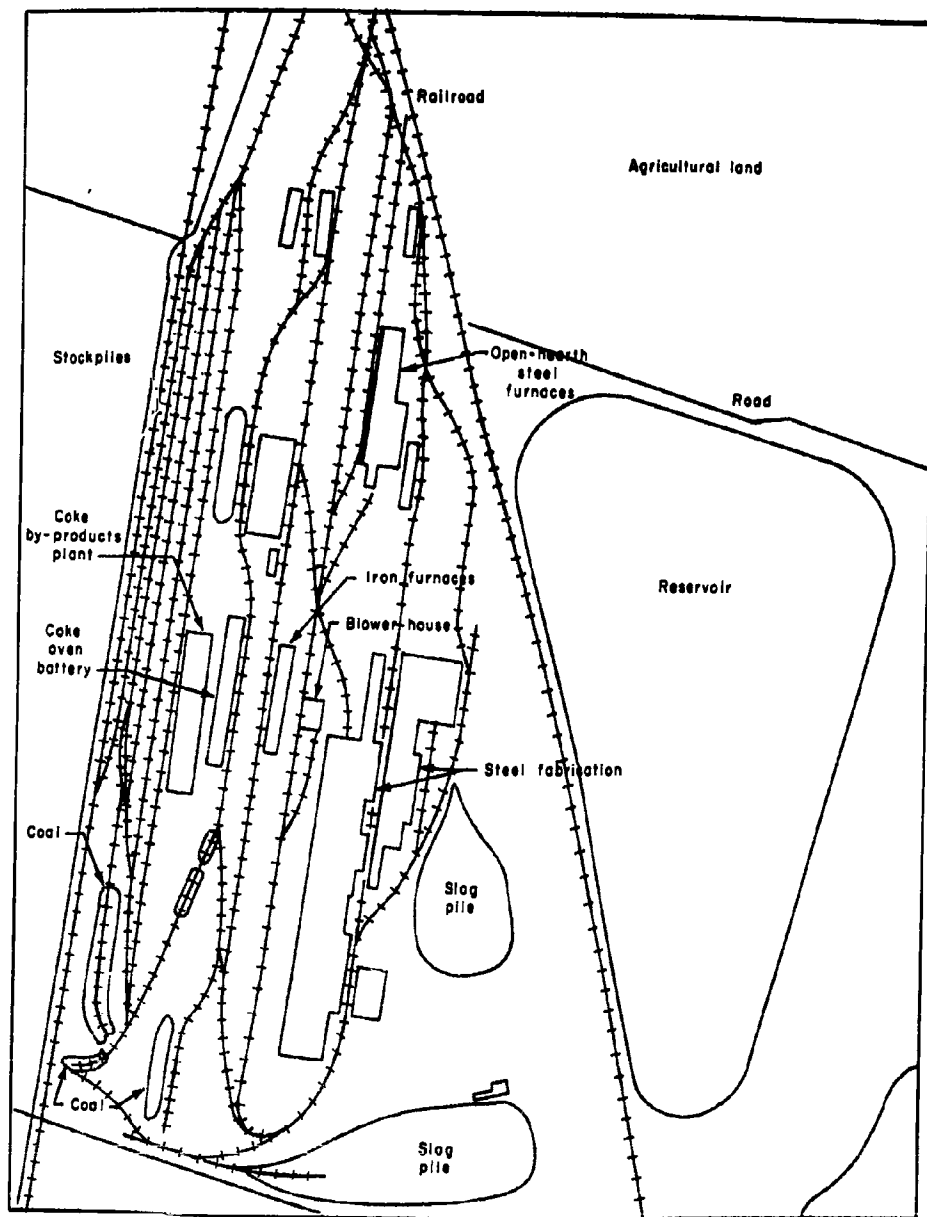 Railroad
Agricultural land
Stockpiles
Open-hearth
steel
furnaces
Road
Coke
by-products
plant
Iron furnaces
Reservoir
Blower house
Coke
oven
battery
Steel fabrication
Coal
Slag
pile
Coal
Slag
pile